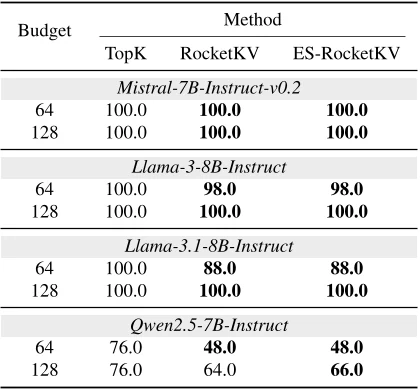 Budget Method
TopK RocketKV ES-RocketKV
Mistral-7B-Instruct-v0.2
64 100.0 100.0 100.0
128 100.0 100.0 100.0
Llama-3-8B-Instruct
64 100.0 98.0 98.0
128 100.0 100.0 100.0
Llama-3.1-8B-Instruct
64 100.0 88.0 88.0
128 100.0 100.0 100.0
Qwen2.5-7B-Instruct
64 76.0 48.0 48.0
128 76.0 64.0 66.0